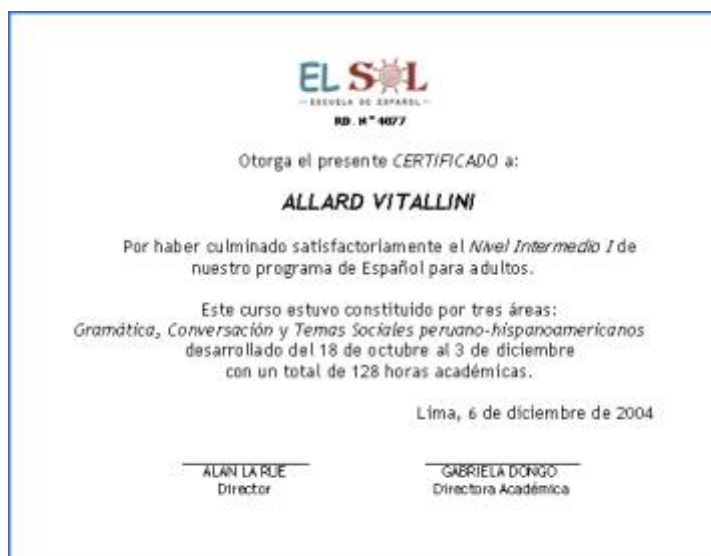 EL SOL
ESCUELA DE ESPAÑOL
RD. N° 4077
Otorga el presente CERTIFICADO a:
ALLARD VITALLINI
Por haber culminado satisfactoriamente el Nivel Intermedio I de
nuestro programa de Español para adultos.
Este curso estuvo constituido por tres áreas:
Gramática, Conversación y Temas Sociales peruano-hispanoamericanos
desarrollado del 18 de octubre al 3 de diciembre
con un total de 128 horas académicas.
Lima, 6 de diciembre de 2004
ALAN LA RUE
Director
GABRIELA DONGO
Directora Académica